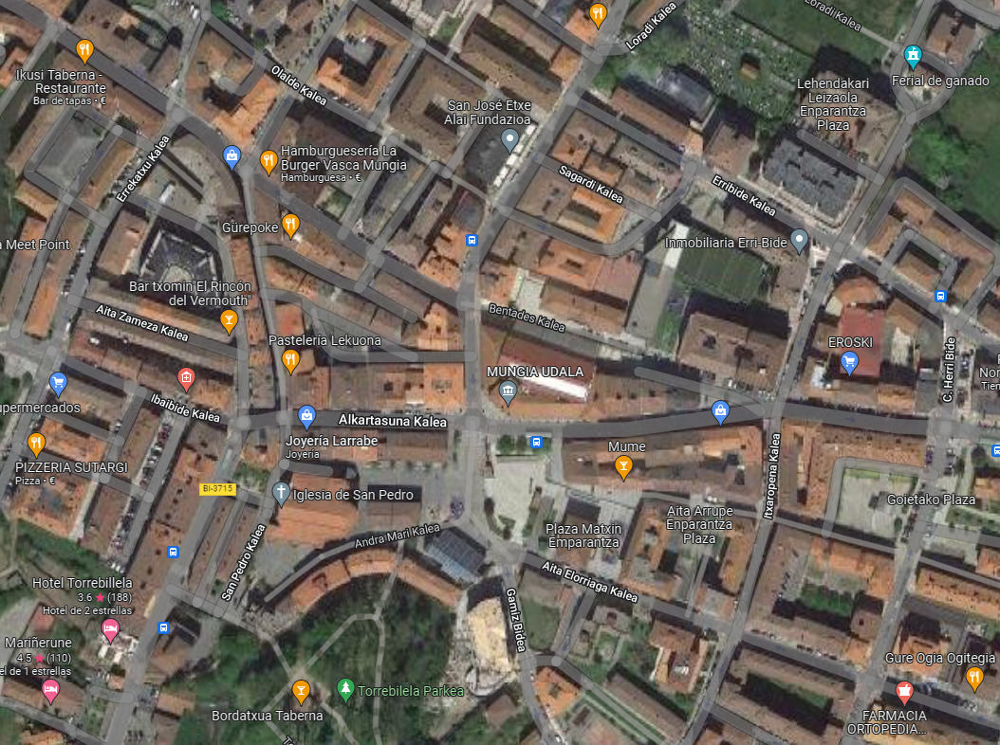 Loradi Kalea
Loradi Kalea
Ikusi Taberna -
Restaurante
Bar de tapas • €
Olalde Kalea
Ferial de ganado
Lehendakari
Leizaola
Enparantza
Plaza
San José Etxe
Alai Fundazioa
Hamburguesería La
Burger Vasca Mungia
Hamburguesa • €
Errekatxu Kalea
Sagardi Kalea
Erribide Kalea
Gurepoke
a Meet Point
Inmobiliaria Erri-Bide
Bar txomin"El Rincón
del Vermouth"
Aita Zameza Kalea
Bentades Kalea
Pastelería Lekuona
EROSKI
C. Herri Bide
MUNGIA UDALA
upermercados
Ibaibide Kalea
Alkartasuna Kalea
Joyería Larrabe
Joyería
Mume
PIZZERIA SUTARGI
Pizza • €
Itxaropena Kalea
BI-3715
Iglesia de San Pedro
Goietako Plaza
Aita Arrupe
Enparantza
Plaza
Plaza Matxin
Emparantza
Andra Mari Kalea
San Pedro Kalea
Aita Elorriaga Kalea
Gamiz Bidea
Hotel Torrebillela
3.6 ★ (188)
Hotel de 2 estrellas
Mariñerune
4.5 ★ (110)
el de 1 estrellas
Gure Ogia Ogitegia
Torrebilela Parkea
Bordatxua Taberna
FARMACIA
ORTOPEDIA...